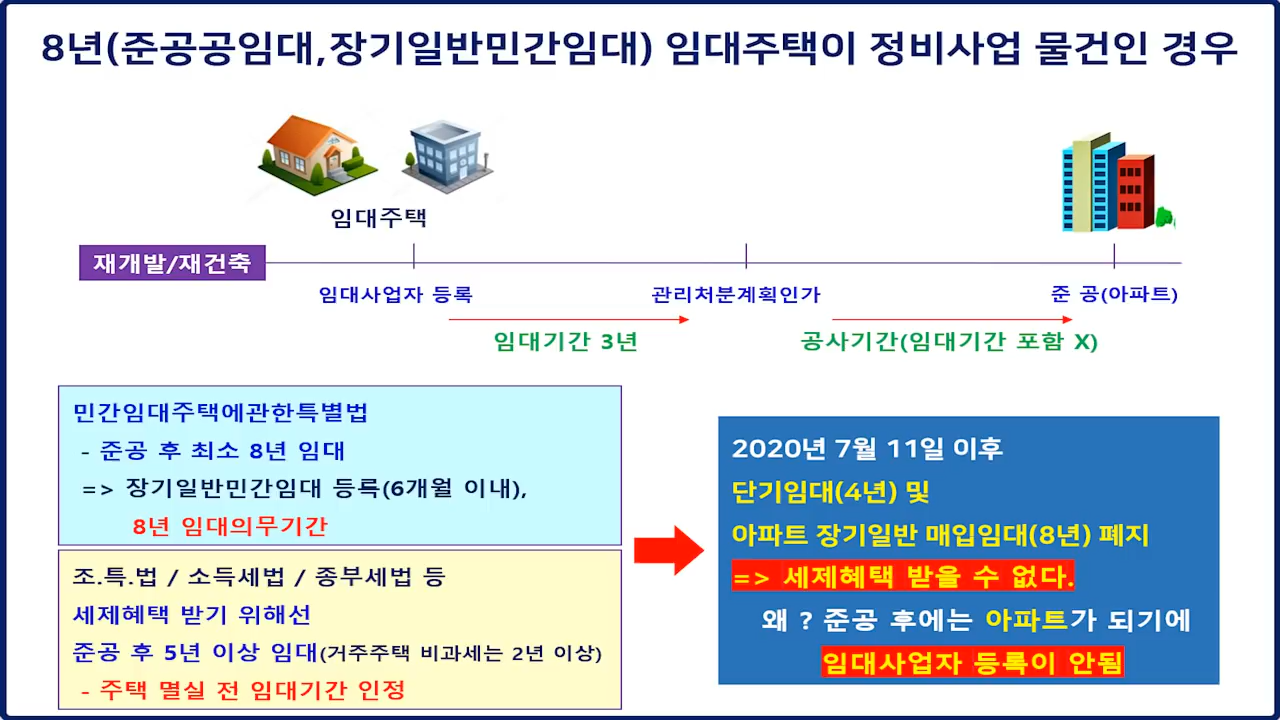 8년(준공공임대,장기일반민간임대) 임대주택이 정비사업 물건인 경우
임대주택
재개발/재건축
임대사업자 등록
관리처분계획인가
준 공(아파트)
임대기간 3년
공사기간(임대기간 포함 X)
민간임대주택에관한특별법
- 준공 후 최소 8년 임대
=> 장기일반민간임대 등록(6개월 이내),
8년 임대의무기간
조.특.법 / 소득세법 / 종부세법 등
세제혜택 받기 위해선
준공 후 5년 이상 임대(거주주택 비과세는 2년 이상)
- 주택 멸실 전 임대기간 인정
2020년 7월 11일 이후
단기임대(4년) 및
아파트 장기일반 매입임대(8년) 폐지
=> 세제혜택 받을 수 없다.
왜 ? 준공 후에는 아파트가 되기에
임대사업자 등록이 안됨